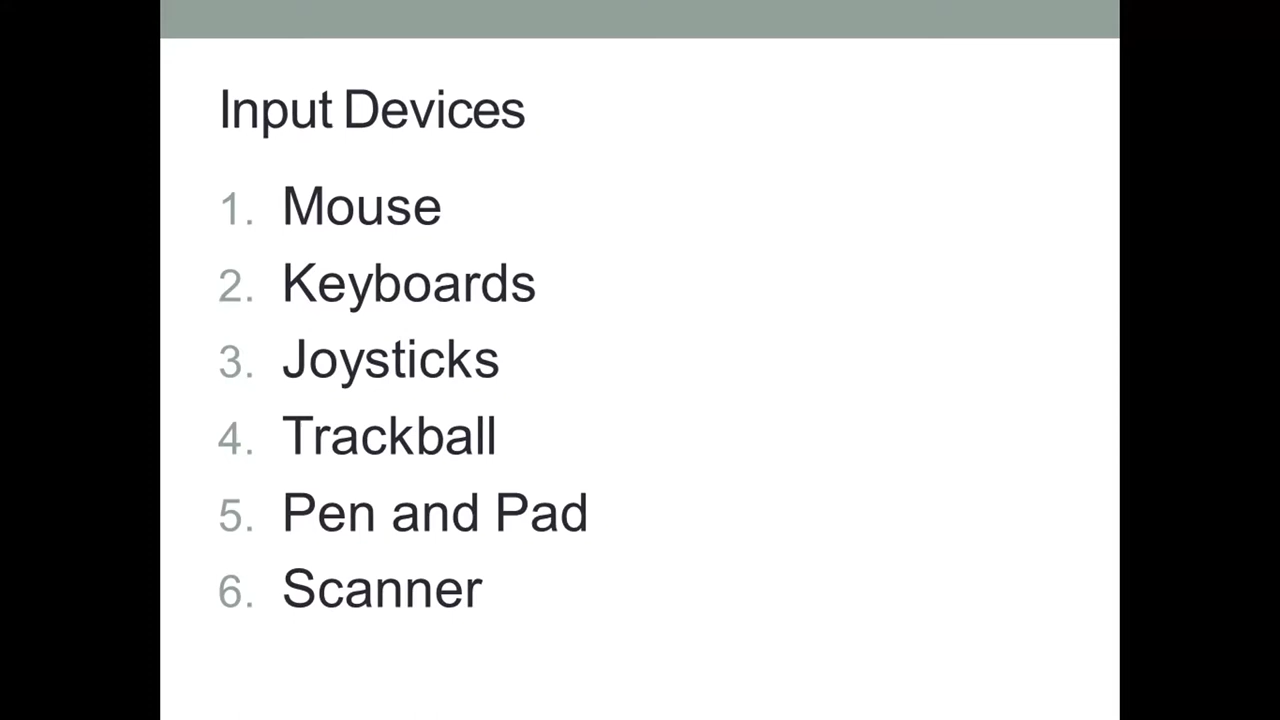 Input Devices
1. Mouse
2. Keyboards
3. Joysticks
4. Trackball
5. Pen and Pad
6. Scanner